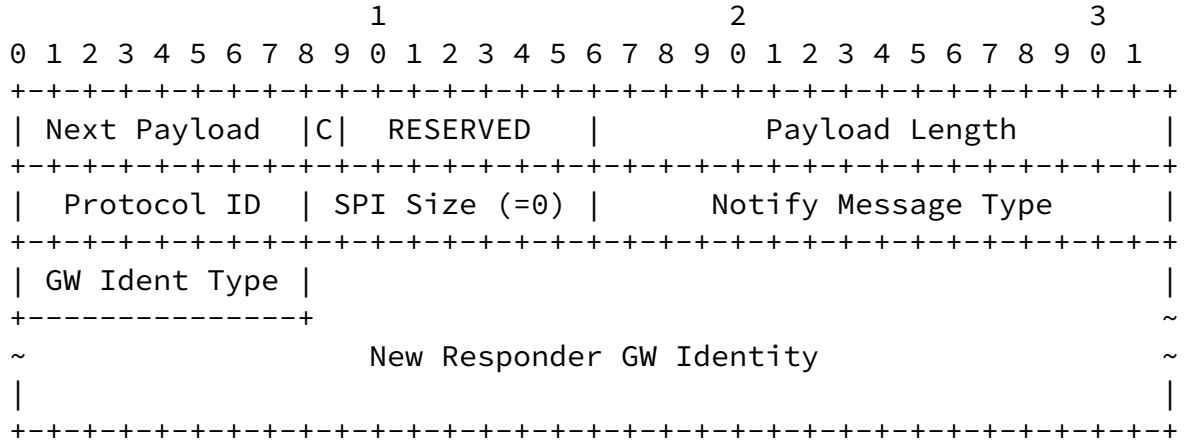 1                   2                   3
 0 1 2 3 4 5 6 7 8 9 0 1 2 3 4 5 6 7 8 9 0 1 2 3 4 5 6 7 8 9 0 1
+-+-+-+-+-+-+-+-+-+-+-+-+-+-+-+-+-+-+-+-+-+-+-+-+-+-+-+-+-+-+-+-+
| Next Payload  |C|  RESERVED   |         Payload Length        |
+-+-+-+-+-+-+-+-+-+-+-+-+-+-+-+-+-+-+-+-+-+-+-+-+-+-+-+-+-+-+-+-+
|  Protocol ID  | SPI Size (=0) |      Notify Message Type      |
+-+-+-+-+-+-+-+-+-+-+-+-+-+-+-+-+-+-+-+-+-+-+-+-+-+-+-+-+-+-+-+-+
| GW Ident Type |                                               |
+---------------+                                               ~
~                   New Responder GW Identity                   ~
|                                                               |
+-+-+-+-+-+-+-+-+-+-+-+-+-+-+-+-+-+-+-+-+-+-+-+-+-+-+-+-+-+-+-+-+